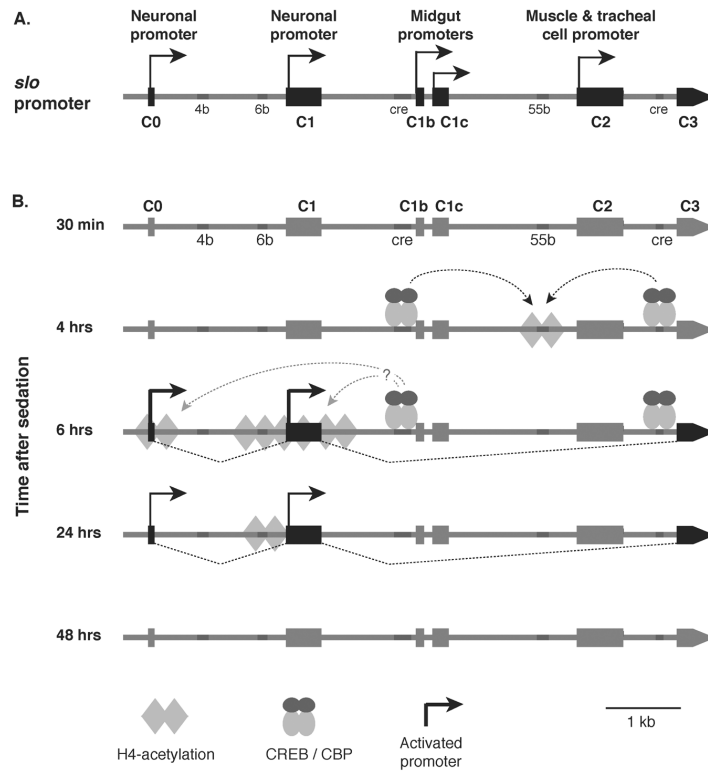 A.
Neuronal promoter
Neuronal promoter
Midgut promoters
Muscle & tracheal cell promoter
slo promoter
4b 6b cre 55b cre
C0 C1 C1b C1c C2 C3
B.
C0 C1 C1b C1c C2 C3
30 min
4b 6b cre 55b cre
4 hrs
?
6 hrs
24 hrs
48 hrs
Time after sedation
H4-acetylation
CREB / CBP
Activated promoter
1 kb